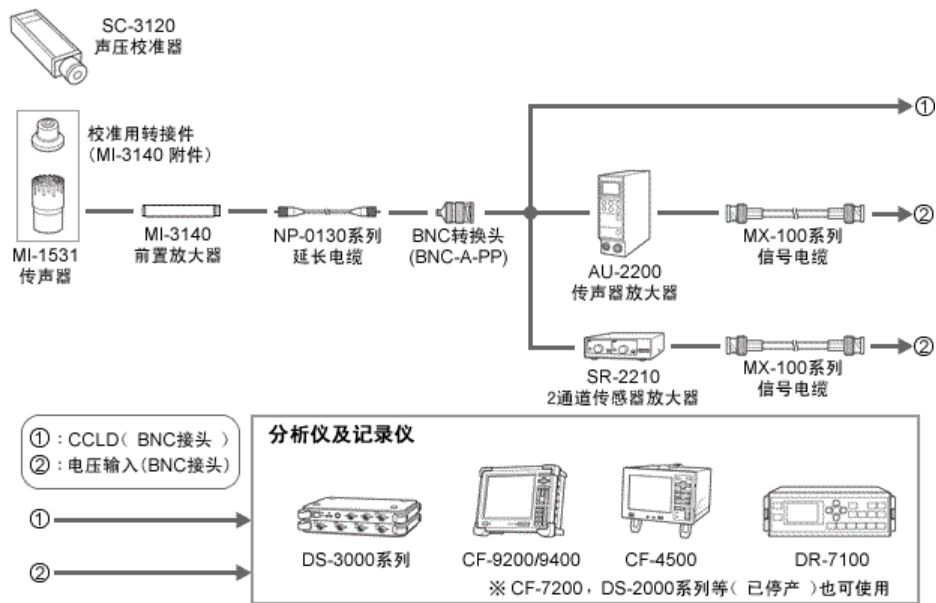 SC-3120
声压校准器
校准用转接件
(MI-3140 附件)
①
MI-1531
传声器
MI-3140
前置放大器
NP-0130系列
延长电缆
BNC转换头
(BNC-A-PP)
AU-2200
传声器放大器
MX-100系列
信号电缆
②
SR-2210
2通道传感器放大器
MX-100系列
信号电缆
②
①:CCLD( BNC接头 )
②:电压输入(BNC接头)
①
②
分析仪及记录仪
DS-3000系列
CF-9200/9400
CF-4500
DR-7100
※ CF-7200,DS-2000系列等( 已停产 )也可使用